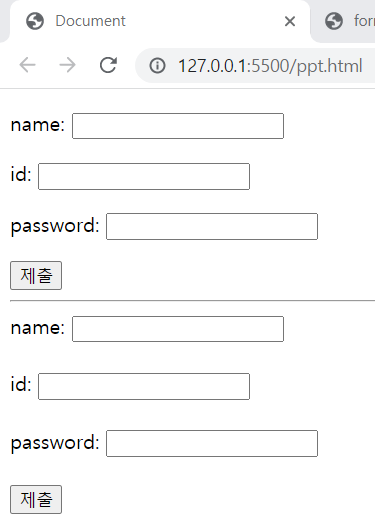 Document
for
127.0.0.1:5500/ppt.html
name:
id:
password:
제출
name:
id:
password:
제출